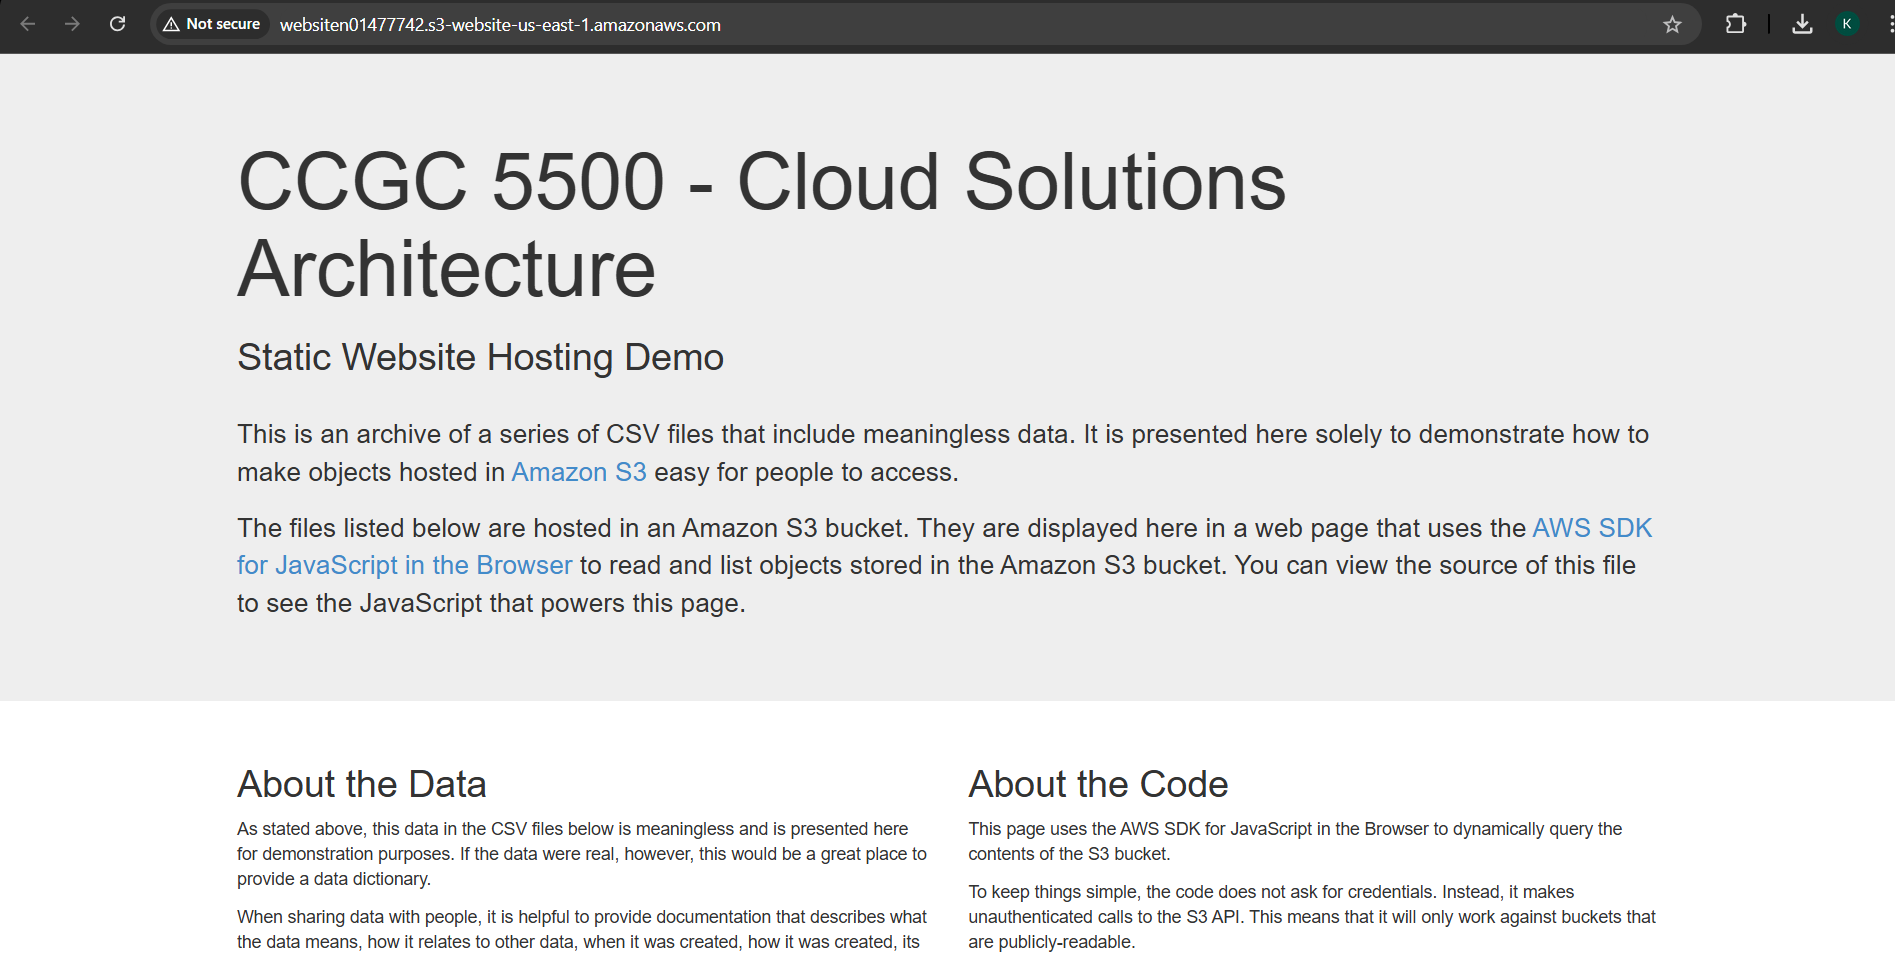 Not secure websiten01477742.s3-website-us-east-1.amazonaws.com K
CCGC 5500 - Cloud Solutions
Architecture
Static Website Hosting Demo
This is an archive of a series of CSV files that include meaningless data. It is presented here solely to demonstrate how to
make objects hosted in Amazon S3 easy for people to access.
The files listed below are hosted in an Amazon S3 bucket. They are displayed here in a web page that uses the AWS SDK
for JavaScript in the Browser to read and list objects stored in the Amazon S3 bucket. You can view the source of this file
to see the JavaScript that powers this page.
About the Data
As stated above, this data in the CSV files below is meaningless and is presented here
for demonstration purposes. If the data were real, however, this would be a great place to
provide a data dictionary.
When sharing data with people, it is helpful to provide documentation that describes what
the data means, how it relates to other data, when it was created, how it was created, its
About the Code
This page uses the AWS SDK for JavaScript in the Browser to dynamically query the
contents of the S3 bucket.
To keep things simple, the code does not ask for credentials. Instead, it makes
unauthenticated calls to the S3 API. This means that it will only work against buckets that
are publicly-readable.